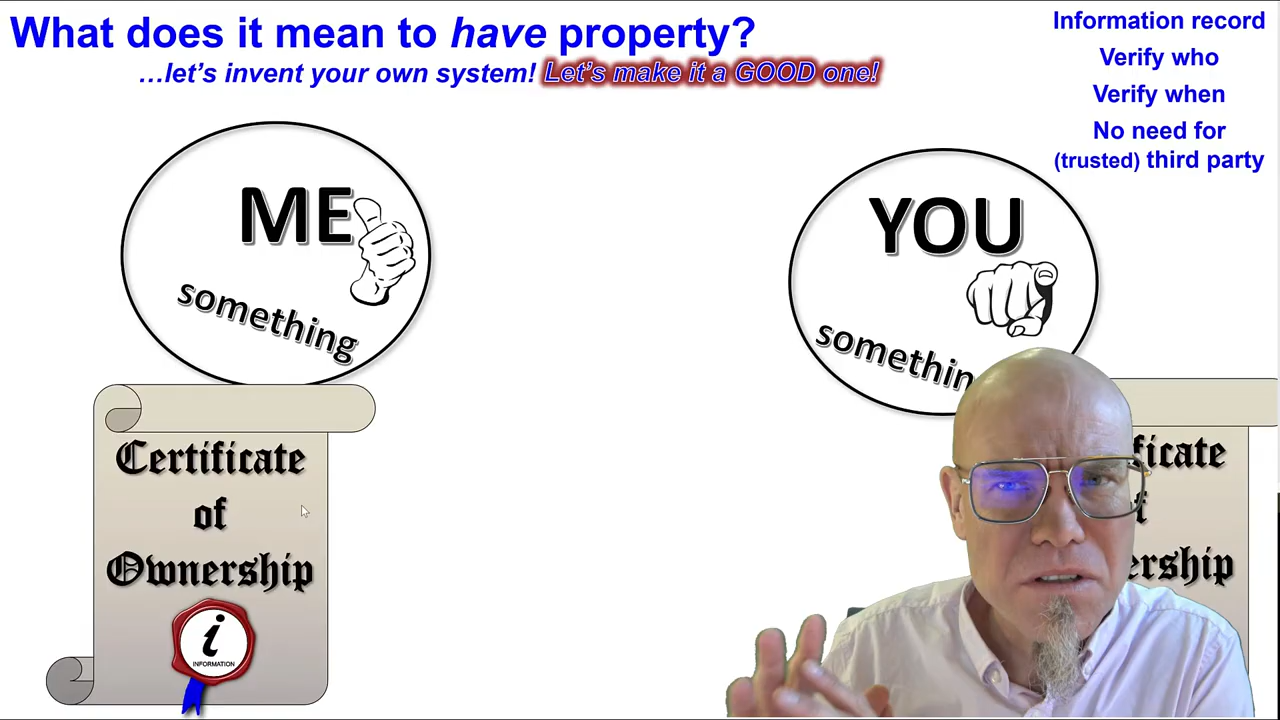 What does it mean to have property?
…let's invent your own system! Let's make it a GOOD one!
Information record
Verify who
Verify when
No need for
(trusted) third party
ME
something
YOU
somethin
Certificate
of
Ownership
i
INFORMATION
ficate
ership